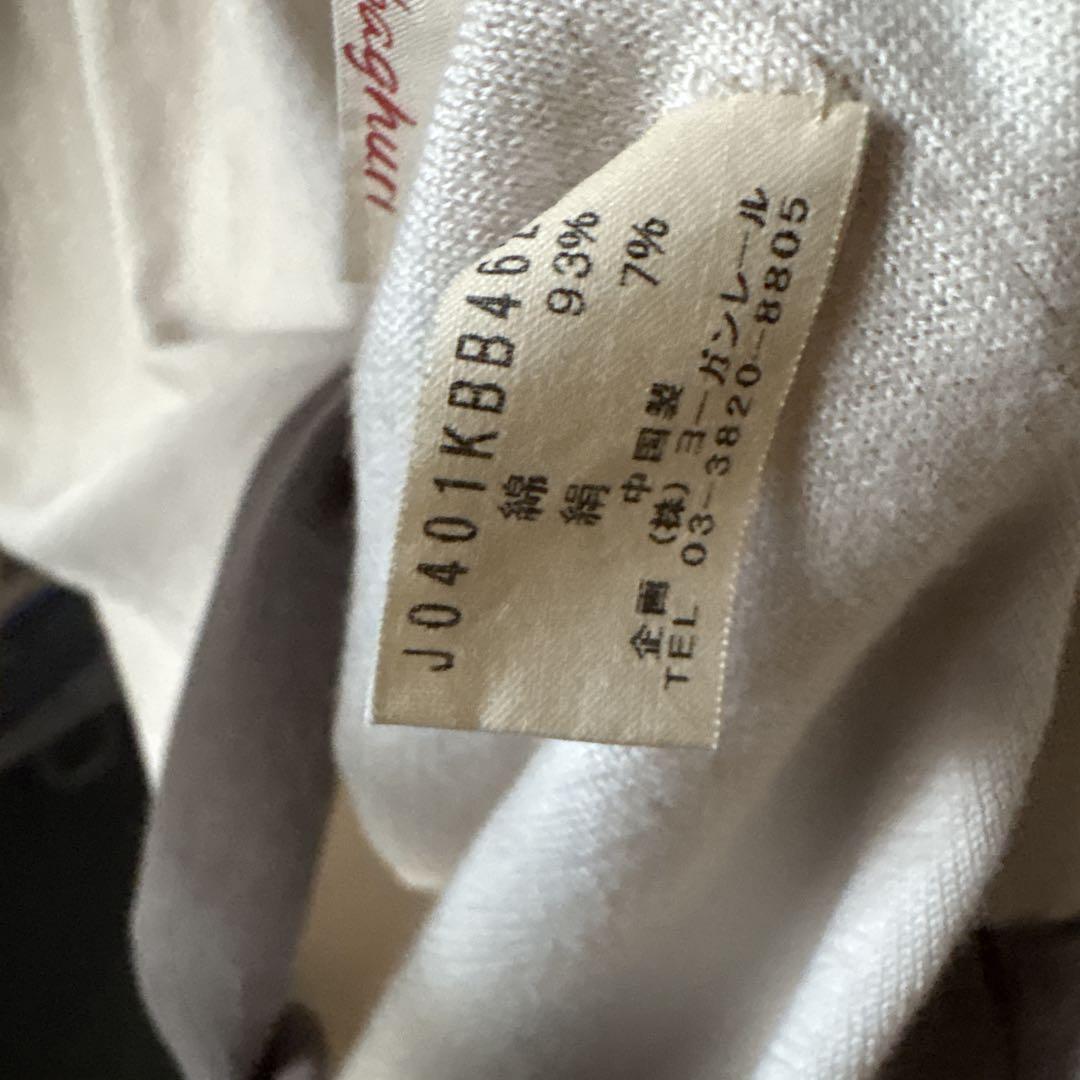 J0401KBB46
綿 93%
絹 7%
中国製
企画 (株)ヨーガンレール
TEL 03-3820-8805